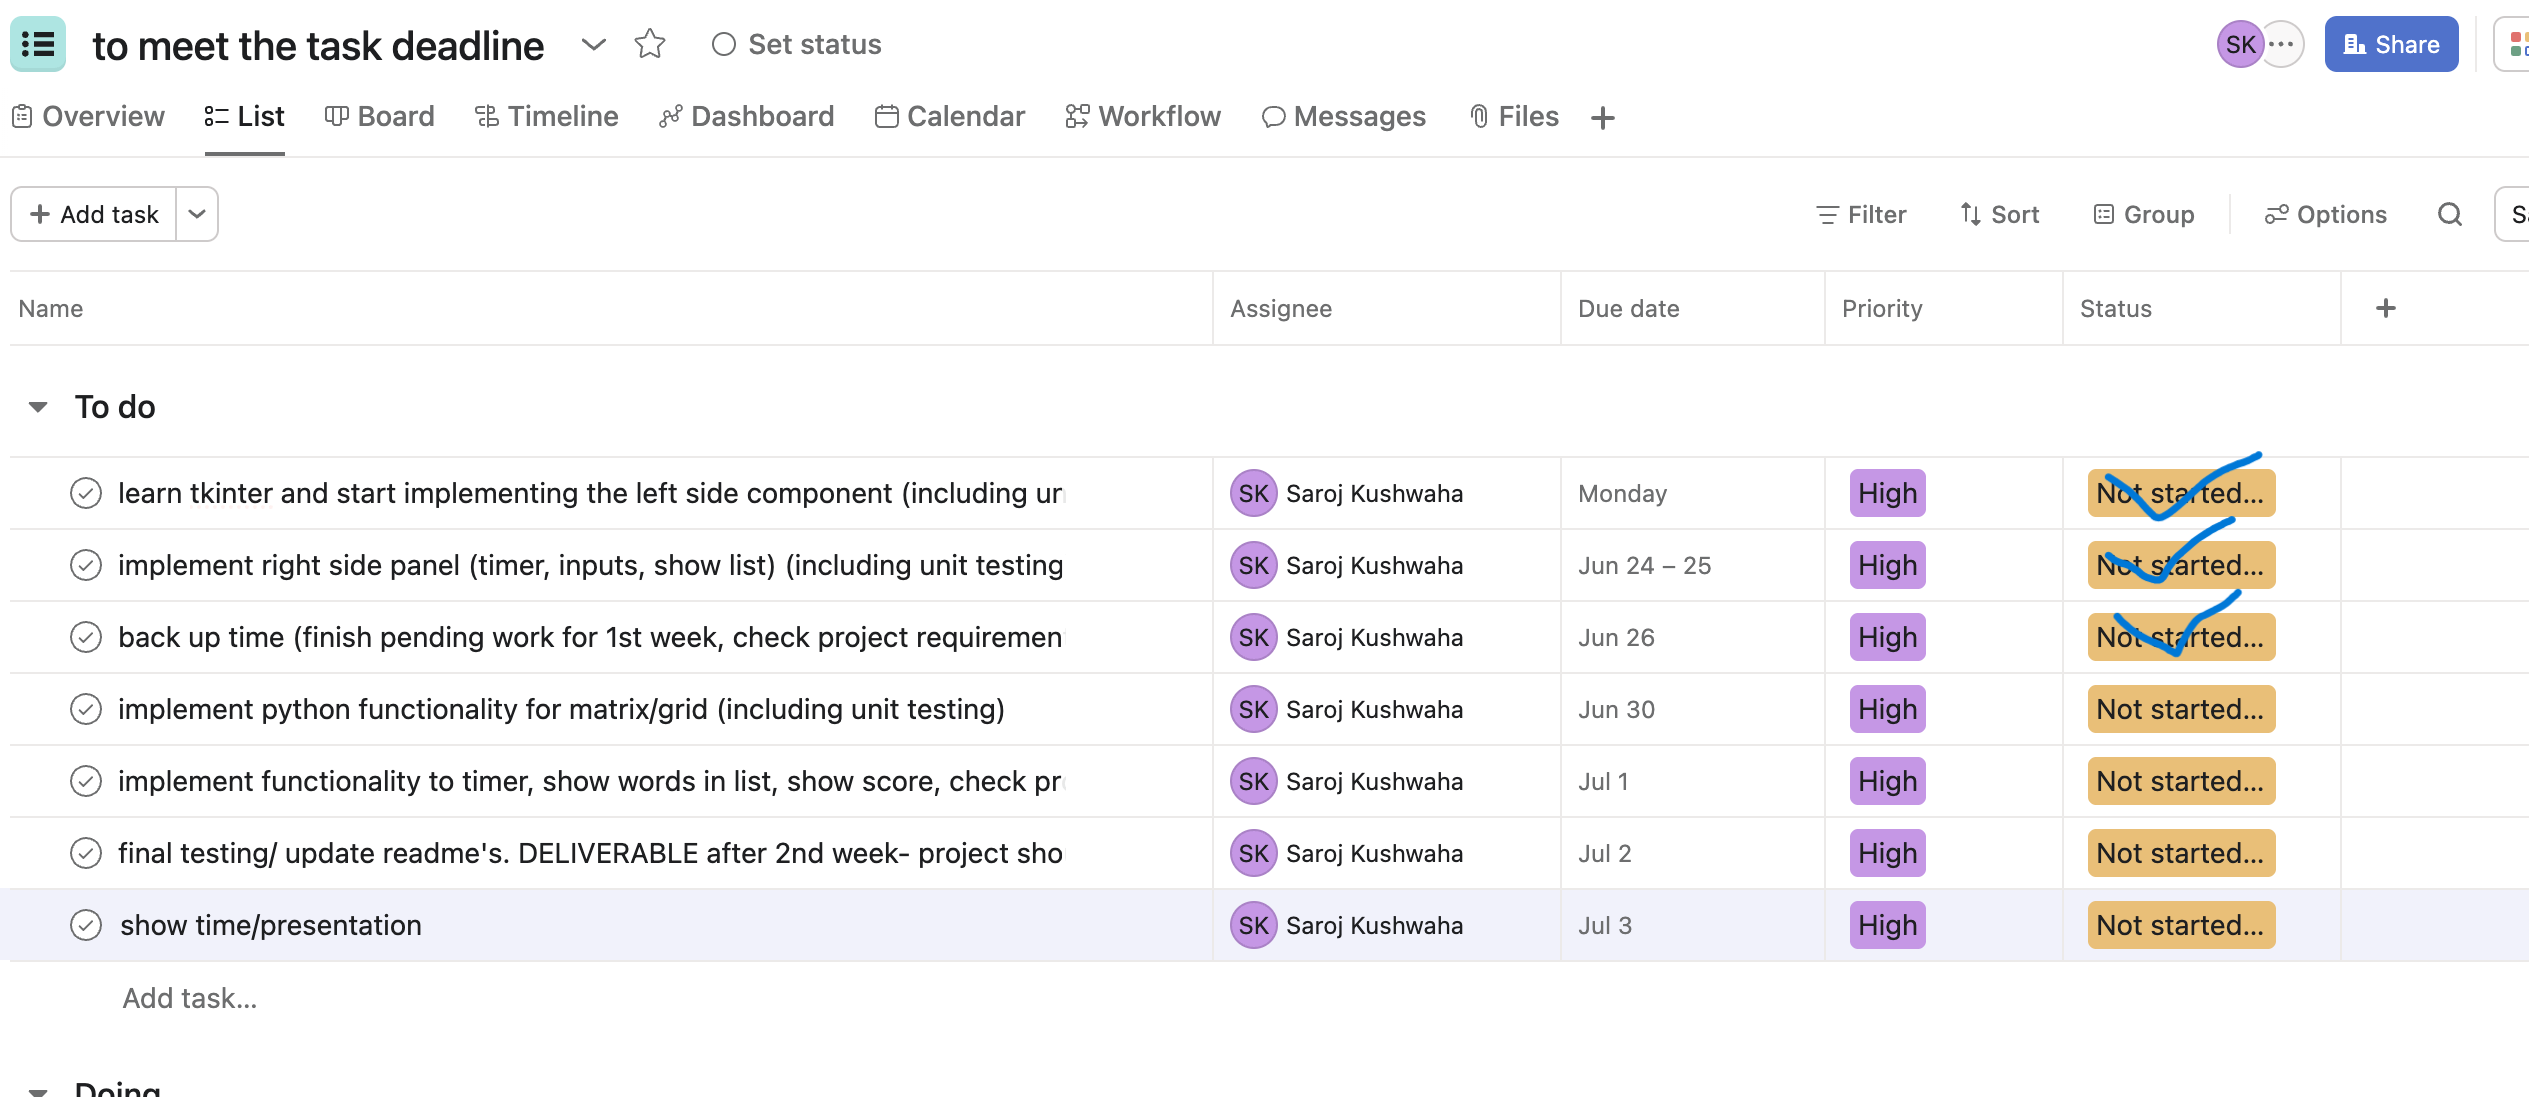 to meet the task deadline Set status SK Share
Overview List Board Timeline Dashboard Calendar Workflow Messages Files
Add task Filter Sort Group Options
Name Assignee Due date Priority Status
To do
learn tkinter and start implementing the left side component (including SK Saroj Kushwaha Monday High Not started...
implement right side panel (timer, inputs, show list) (including unit testing SK Saroj Kushwaha Jun 24 – 25 High Not started...
back up time (finish pending work for 1st week, check project requiremen SK Saroj Kushwaha Jun 26 High Not started...
implement python functionality for matrix/grid (including unit testing) SK Saroj Kushwaha Jun 30 High Not started...
implement functionality to timer, show words in list, show score, check pr SK Saroj Kushwaha Jul 1 High Not started...
final testing/ update readme's. DELIVERABLE after 2nd week- project sho SK Saroj Kushwaha Jul 2 High Not started...
show time/presentation SK Saroj Kushwaha Jul 3 High Not started...
Add task...
Doing